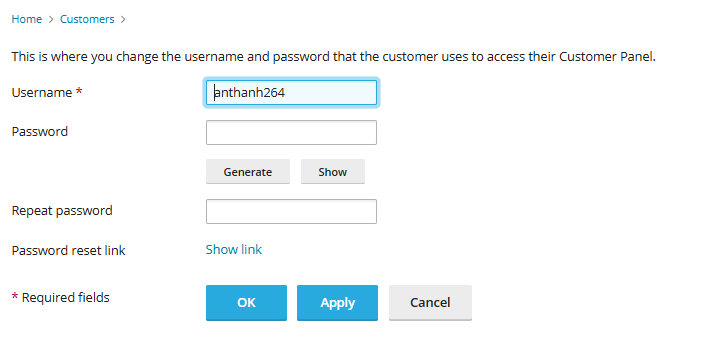 Home > Customers >
This is where you change the username and password that the customer uses to access their Customer Panel.
Username * anthanh264
Password
Generate Show
Repeat password
Password reset link Show link
* Required fields OK Apply Cancel